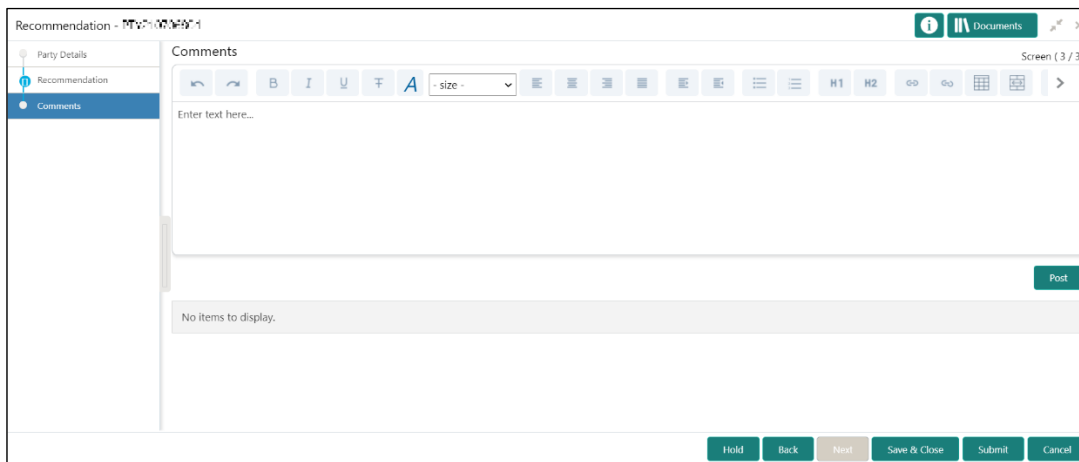 Recommendation -
Documents
Party Details
Recommendation
Comments
Comments
Screen ( 3 / 3
B I U T A - size - H1 H2
Enter text here...
Post
No items to display.
Hold Back Next Save & Close Submit Cancel